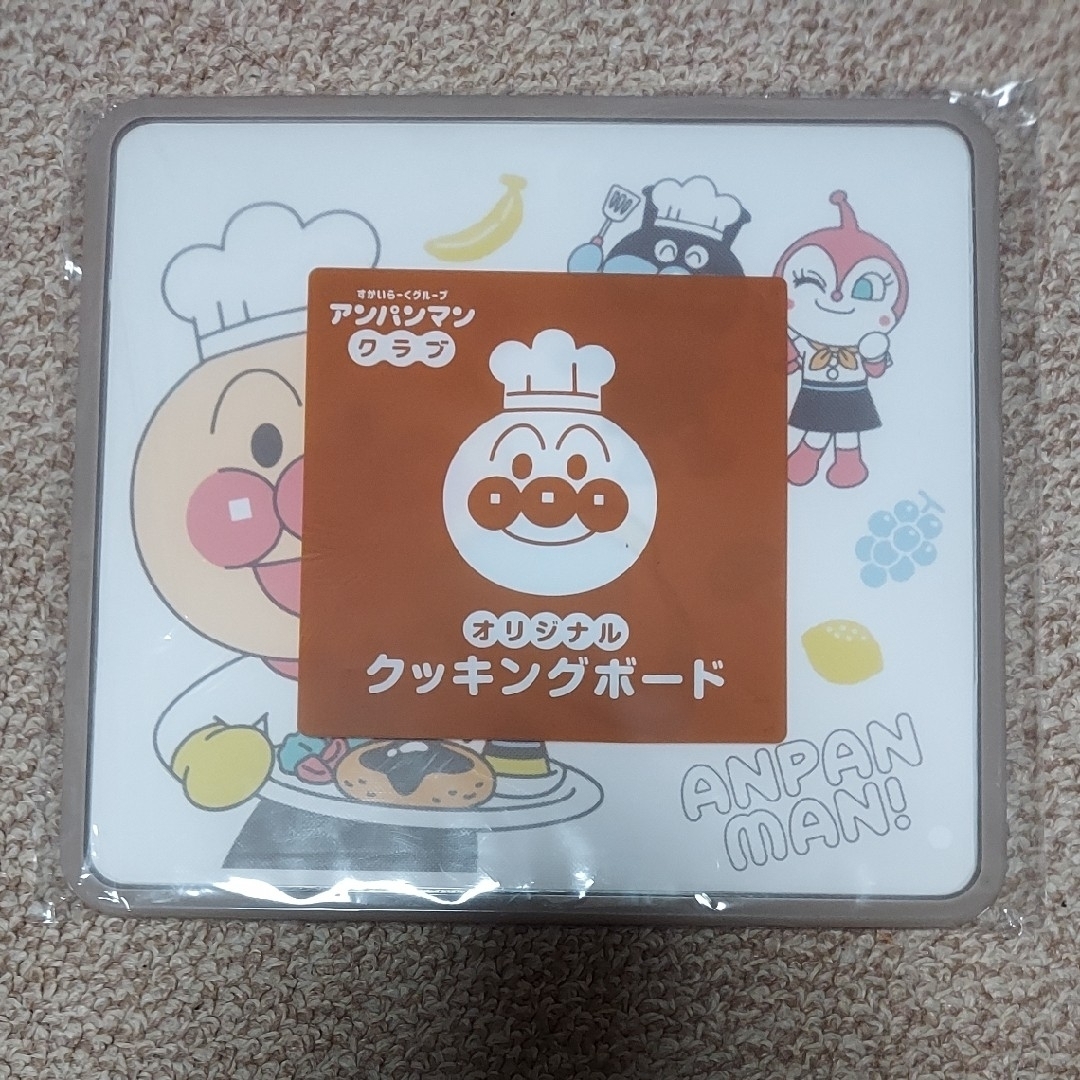 すかいらーくグループ
アンパンマン
クラブ
オリジナル
クッキングボード
ANPAN
MAN!